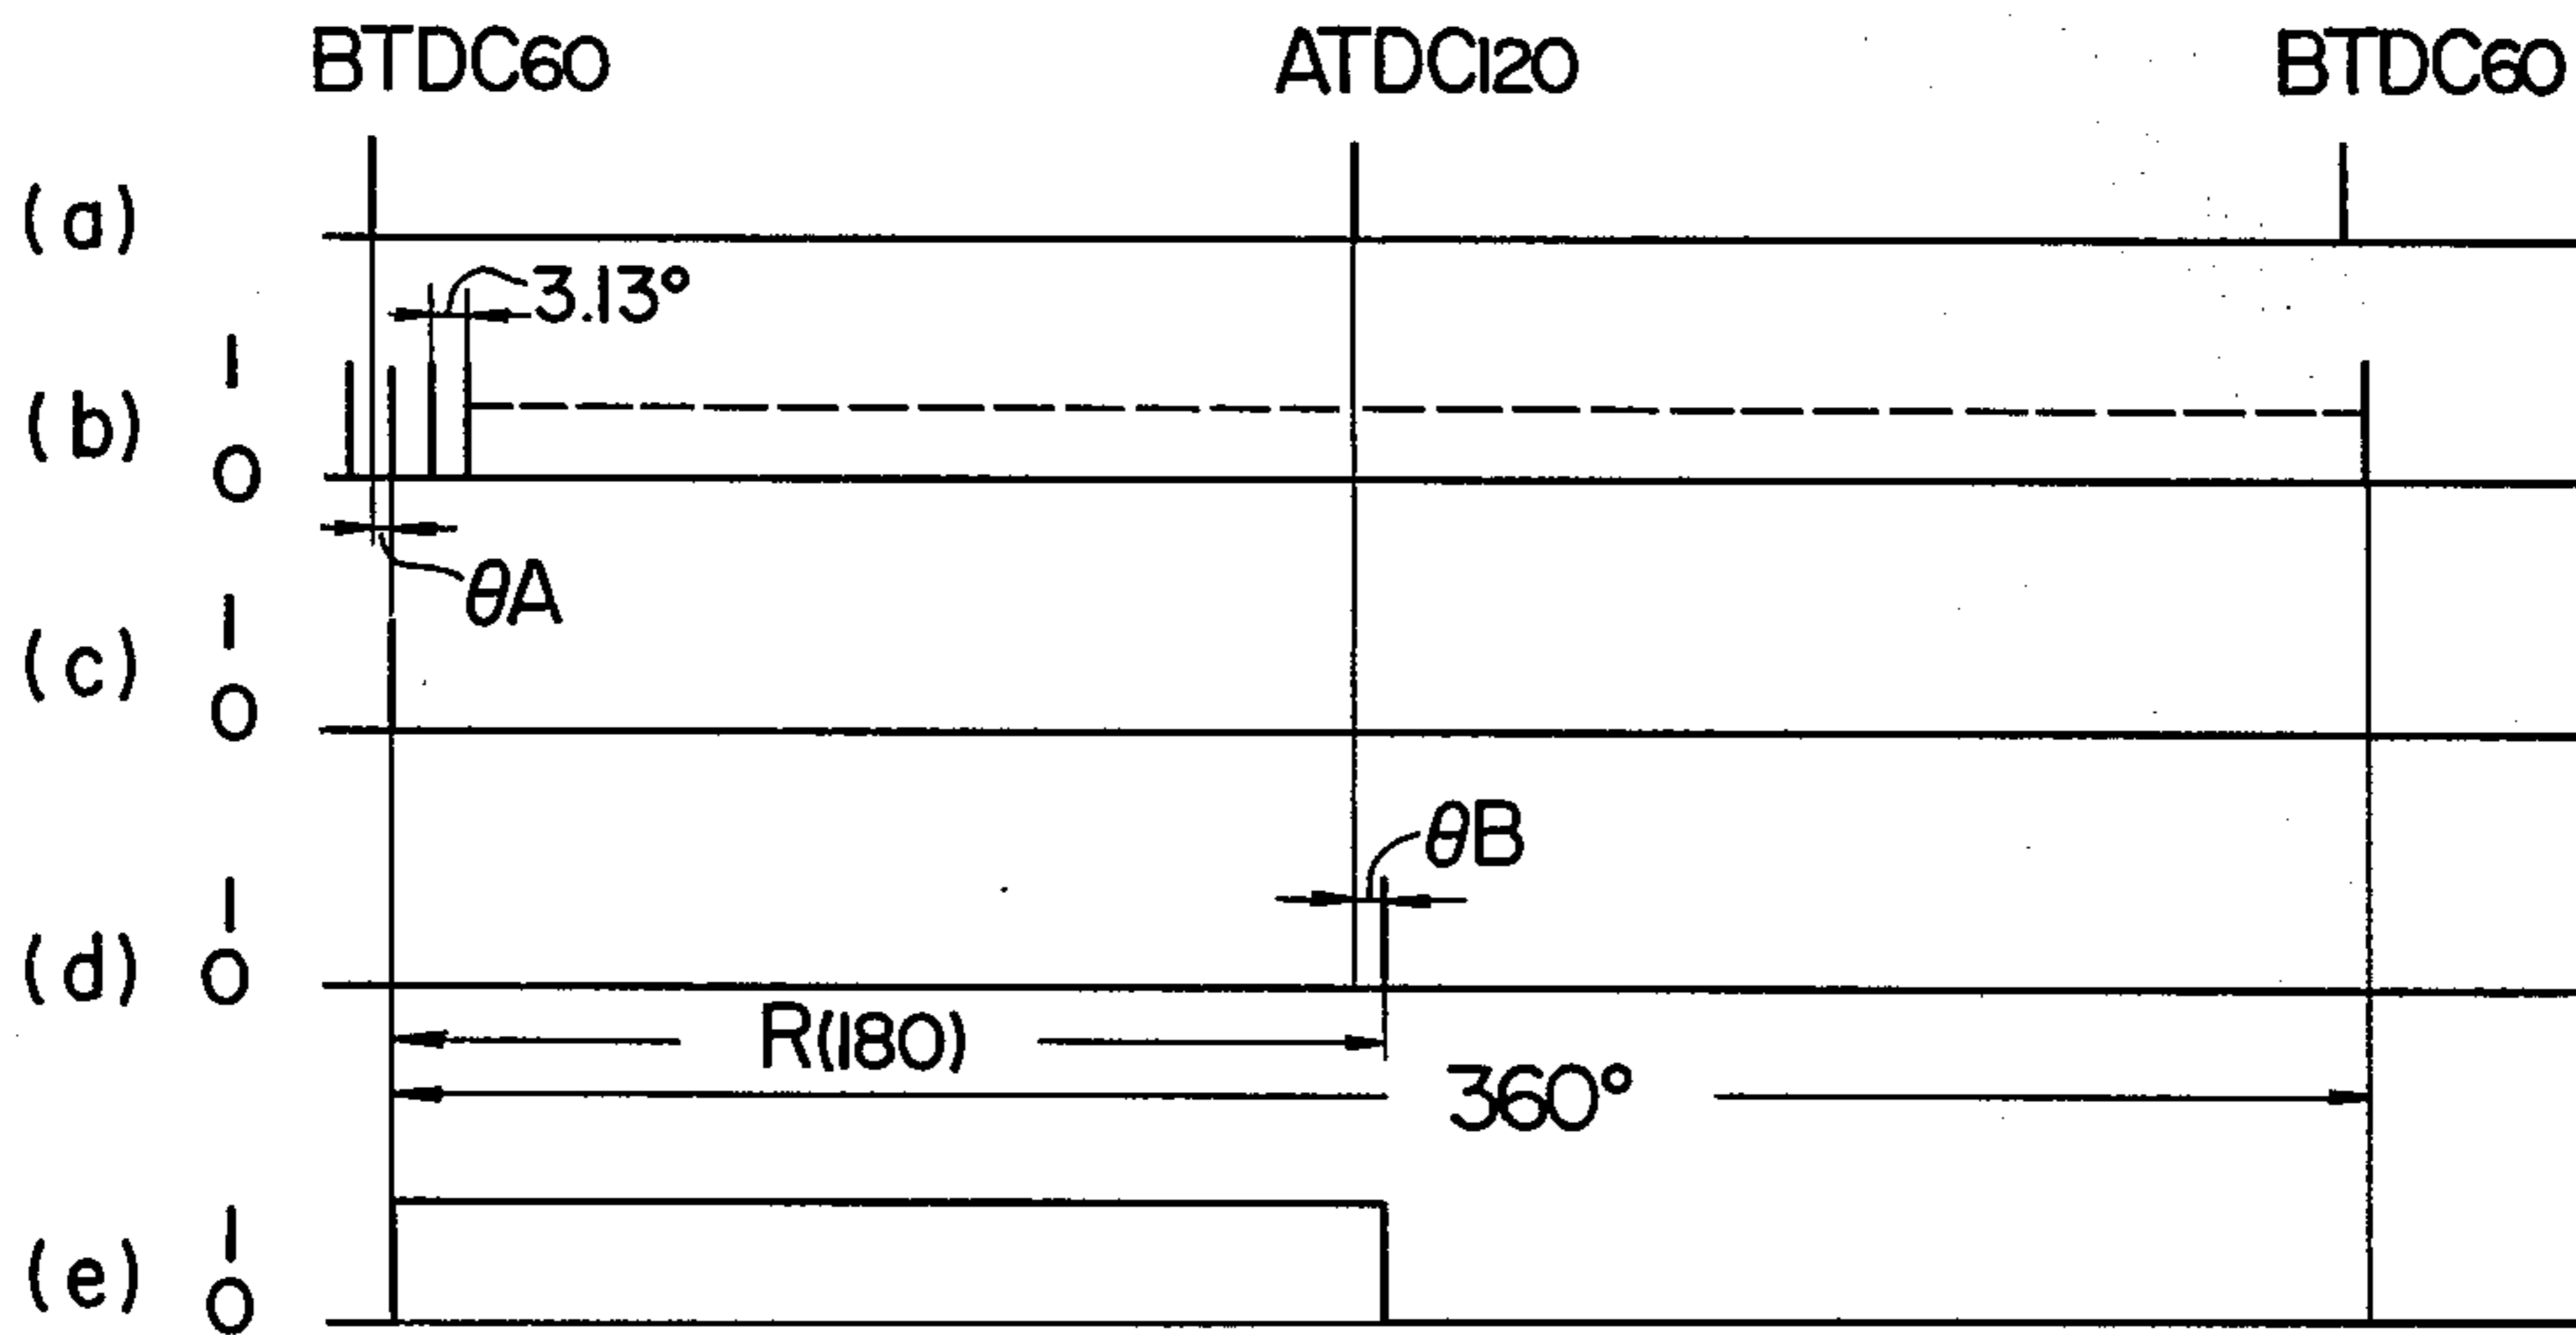 BTDC60 ATDC120 BTDC60
(a)
3.13°
1
(b)
0
θA
1
(c)
0
θB
1
(d) 0
R(180)
360°
1
(e)
0